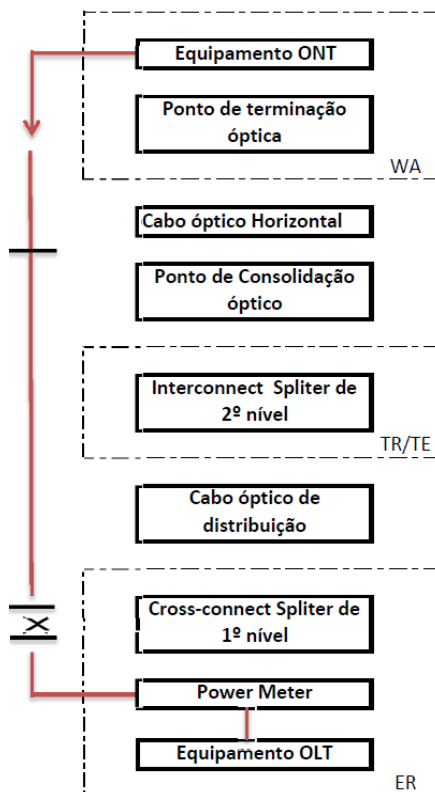 Equipamento ONT
Ponto de terminação
óptica
WA
Cabo óptico Horizontal
Ponto de Consolidação
óptico
Interconnect Spliter de
2º nível
TR/TE
Cabo óptico de
distribuição
Cross-connect Spliter de
1º nível
X
Power Meter
Equipamento OLT
ER